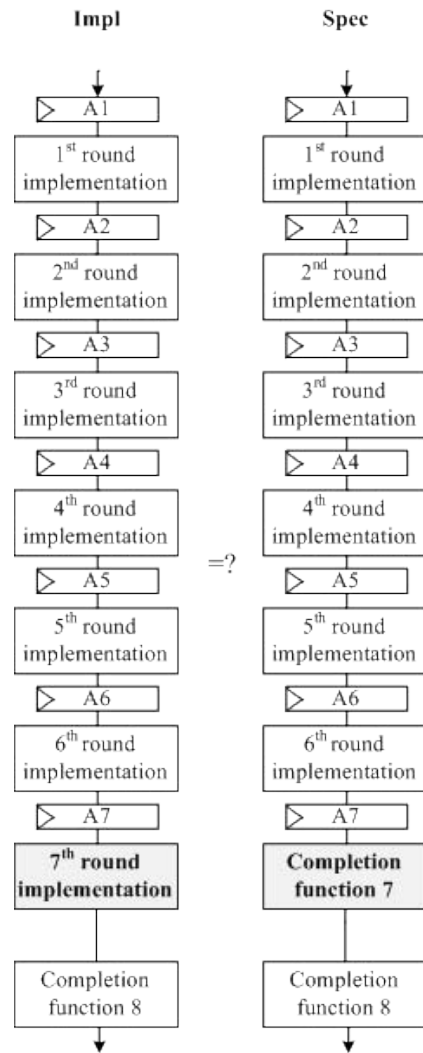 Impl
A1
1st round
implementation
A2
2nd round
implementation
A3
3rd round
implementation
A4
4th round
implementation
A5
5th round
implementation
A6
6th round
implementation
A7
7th round
implementation
Completion
function 8
=?
Spec
A1
1st round
implementation
A2
2nd round
implementation
A3
3rd round
implementation
A4
4th round
implementation
A5
5th round
implementation
A6
6th round
implementation
A7
Completion
function 7
Completion
function 8